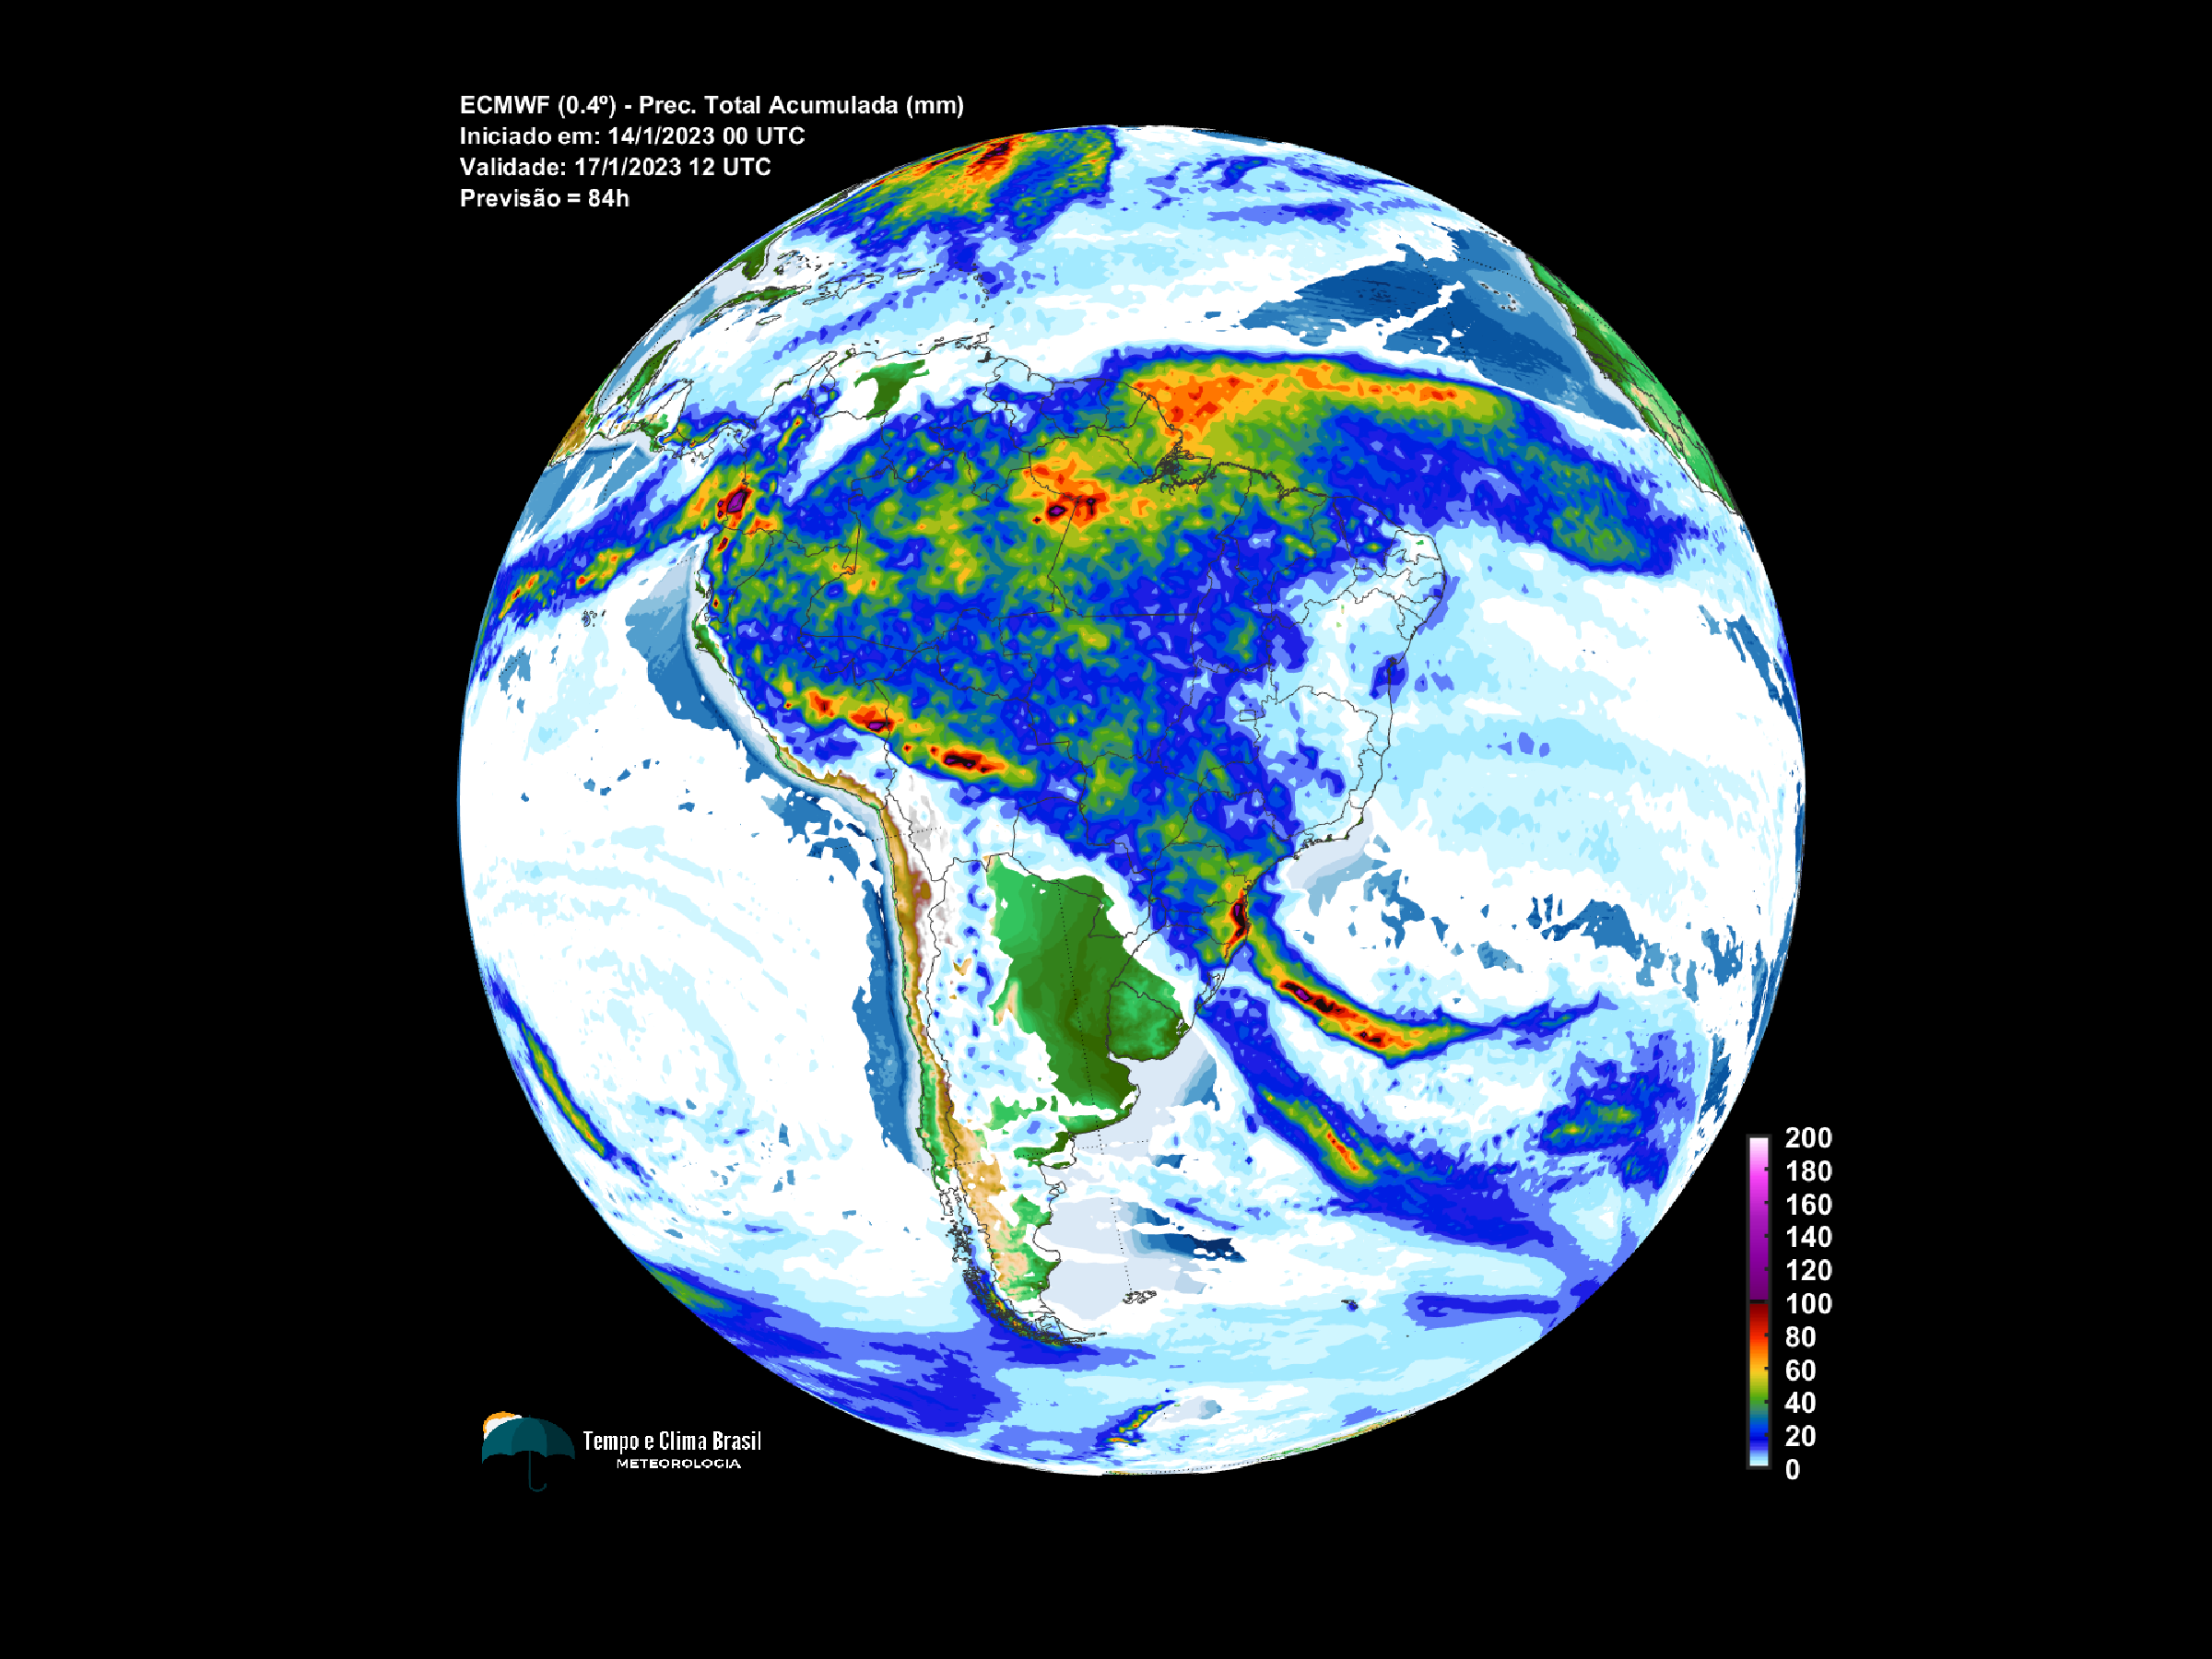 ECMWF (0.4º) - Prec. Total Acumulada (mm)
Iniciado em: 14/1/2023 00 UTC
Validade: 17/1/2023 12 UTC
Previsão = 84h
200
180
160
140
120
100
80
60
40
20
0
Tempo e Clima Brasil
METEOROLOGIA